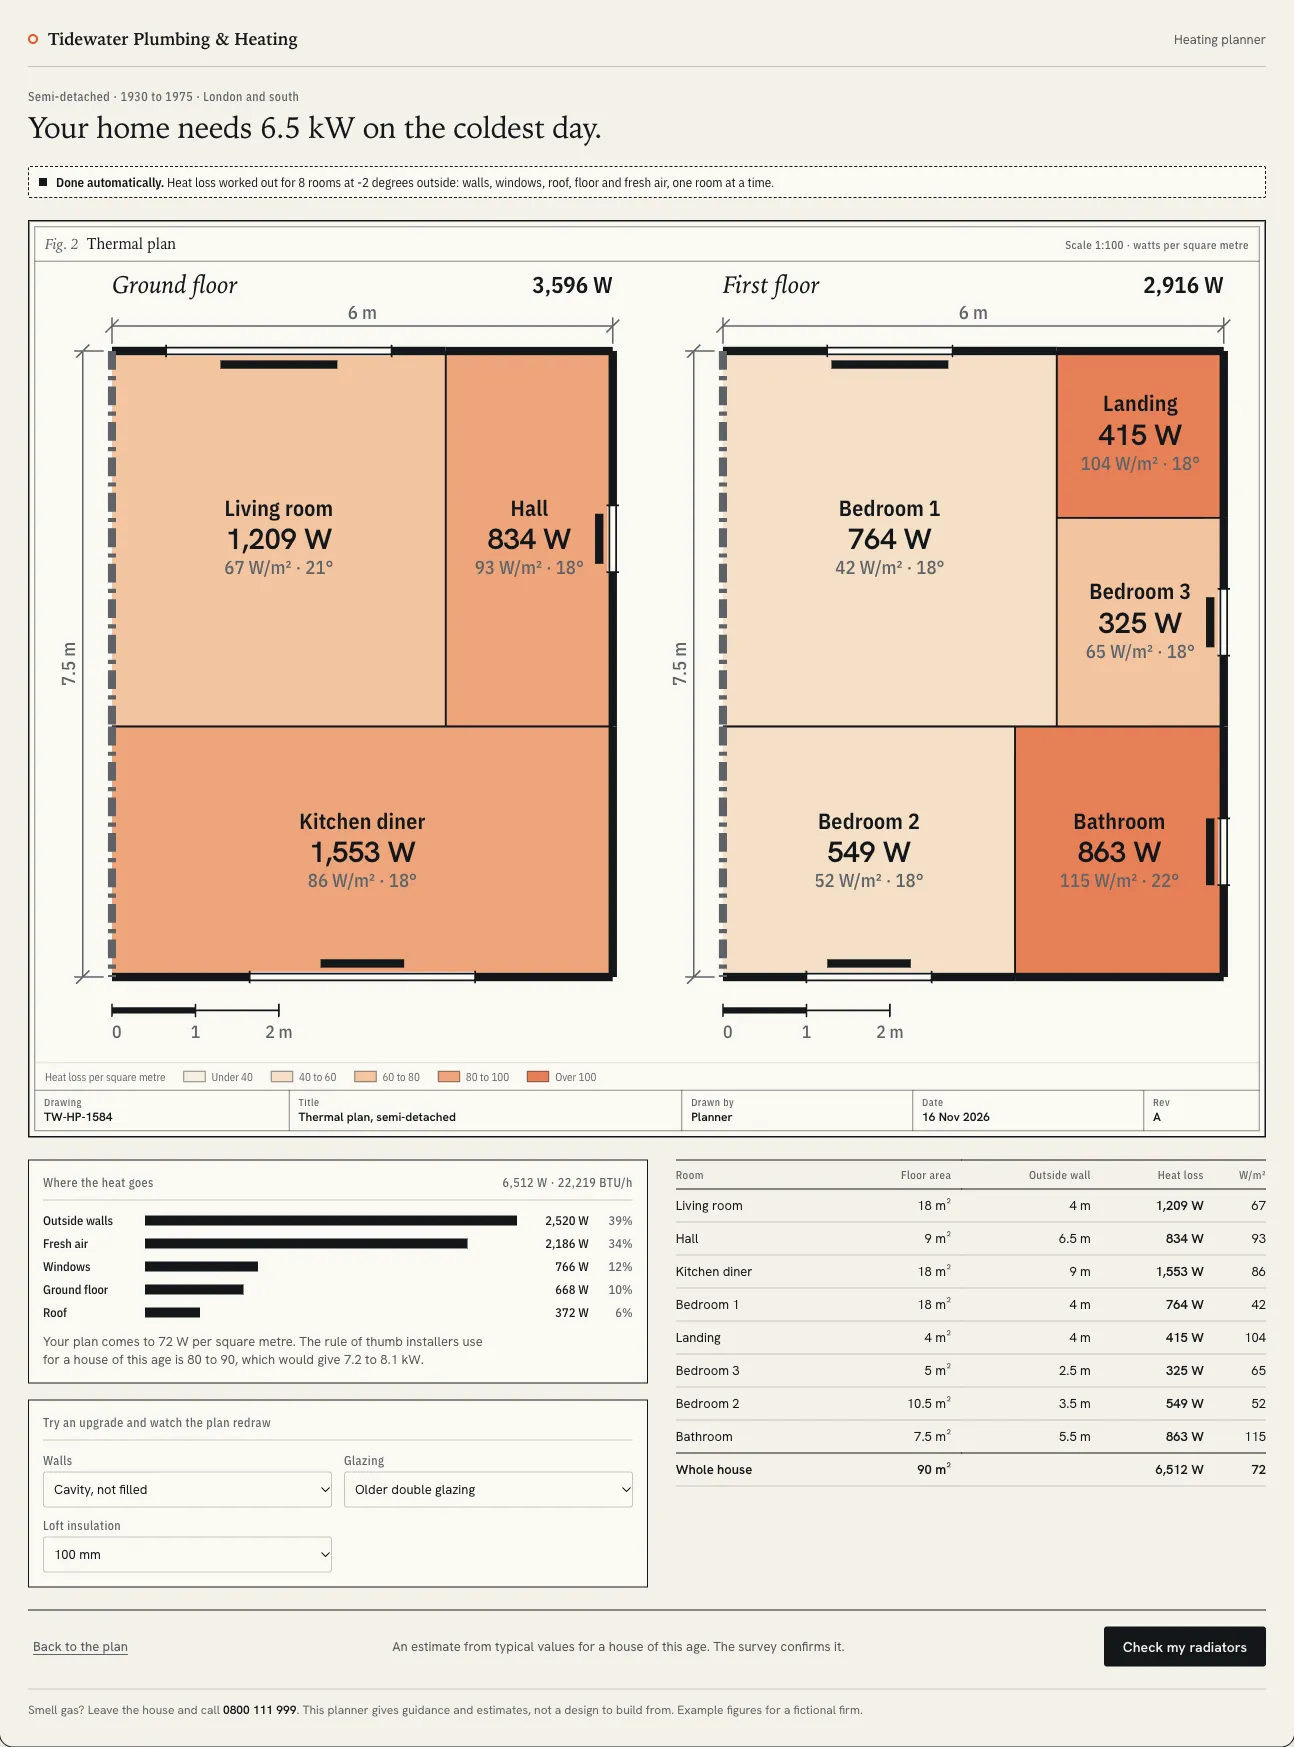 Tidewater Plumbing & Heating
Heating planner
Semi-detached · 1930 to 1975 · London and south
Your home needs 6.5 kW on the coldest day.
Done automatically. Heat loss worked out for 8 rooms at -2 degrees outside: walls, windows, roof, floor and fresh air, one room at a time.
Fig. 2 Thermal plan
Scale 1:100 · watts per square metre
Ground floor
3,596 W
6 m
7.5 m
Living room
1,209 W
67 W/m² · 21°
Hall
834 W
93 W/m² · 18°
Kitchen diner
1,553 W
86 W/m² · 18°
0 1 2 m
First floor
2,916 W
6 m
7.5 m
Bedroom 1
764 W
42 W/m² · 18°
Landing
415 W
104 W/m² · 18°
Bedroom 3
325 W
65 W/m² · 18°
Bedroom 2
549 W
52 W/m² · 18°
Bathroom
863 W
115 W/m² · 22°
0 1 2 m
Heat loss per square metre Under 40 40 to 60 60 to 80 80 to 100 Over 100
Drawing
TW-HP-1584
Title
Thermal plan, semi-detached
Drawn by
Planner
Date
16 Nov 2026
Rev
A
Where the heat goes 6,512 W · 22,219 BTU/h
Outside walls 2,520 W 39%
Fresh air 2,186 W 34%
Windows 766 W 12%
Ground floor 668 W 10%
Roof 372 W 6%
Your plan comes to 72 W per square metre. The rule of thumb installers use
for a house of this age is 80 to 90, which would give 7.2 to 8.1 kW.
Try an upgrade and watch the plan redraw
Walls
Cavity, not filled
Glazing
Older double glazing
Loft insulation
100 mm
Room Floor area Outside wall Heat loss W/m²
Living room 18 m² 4 m 1,209 W 67
Hall 9 m² 6.5 m 834 W 93
Kitchen diner 18 m² 9 m 1,553 W 86
Bedroom 1 18 m² 4 m 764 W 42
Landing 4 m² 4 m 415 W 104
Bedroom 3 5 m² 2.5 m 325 W 65
Bedroom 2 10.5 m² 3.5 m 549 W 52
Bathroom 7.5 m² 5.5 m 863 W 115
Whole house 90 m² 6,512 W 72
Back to the plan
An estimate from typical values for a house of this age. The survey confirms it.
Check my radiators
Smell gas? Leave the house and call 0800 111 999. This planner gives guidance and estimates, not a design to build from. Example figures for a fictional firm.